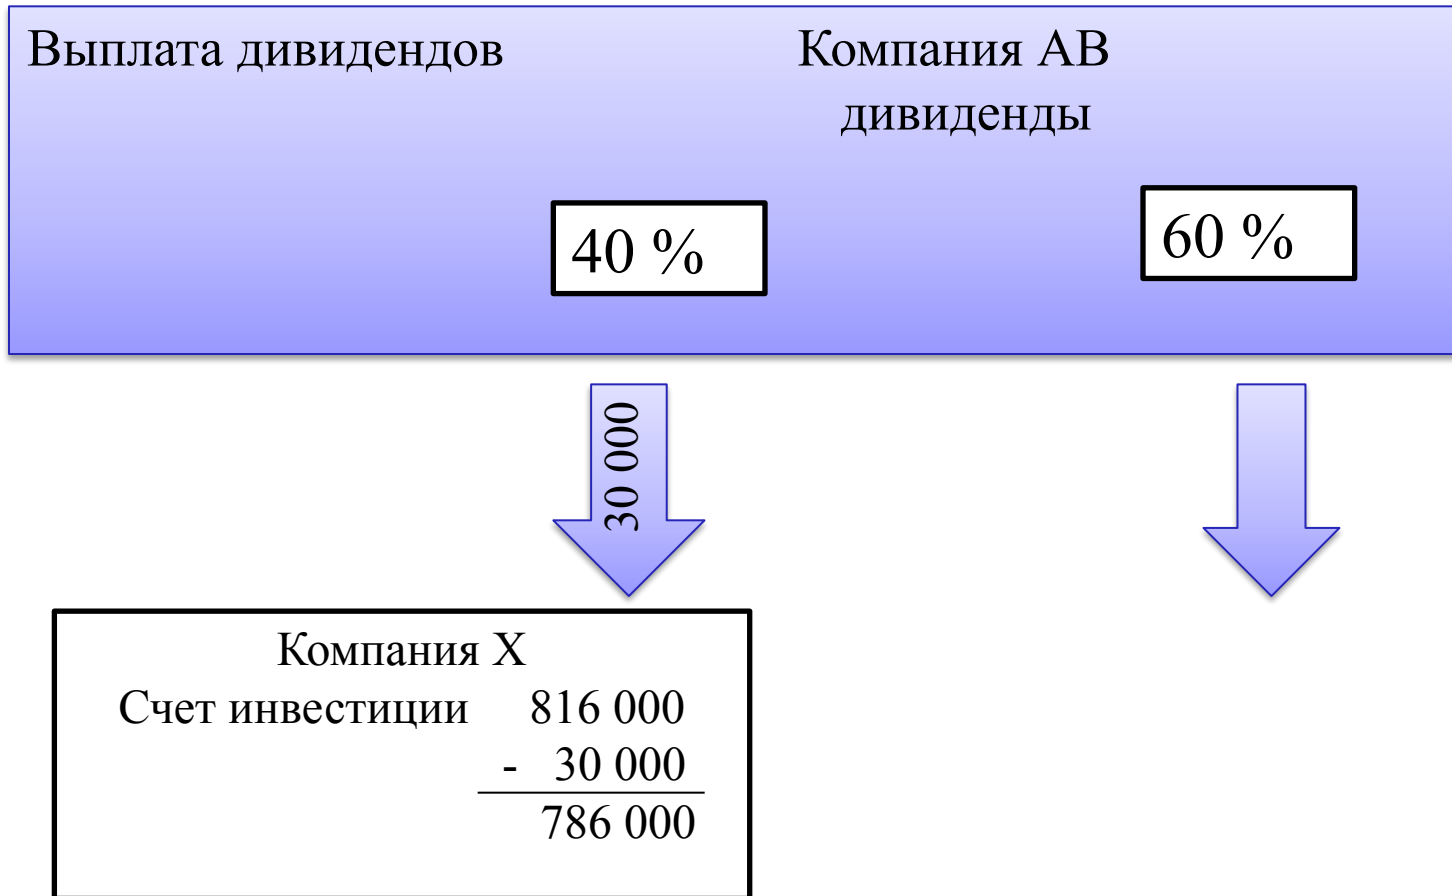 Выплата дивидендов
Компания АВ
дивиденды
40 %
60 %
30 000
Компания Х
Счет инвестиции 816 000
- 30 000
786 000